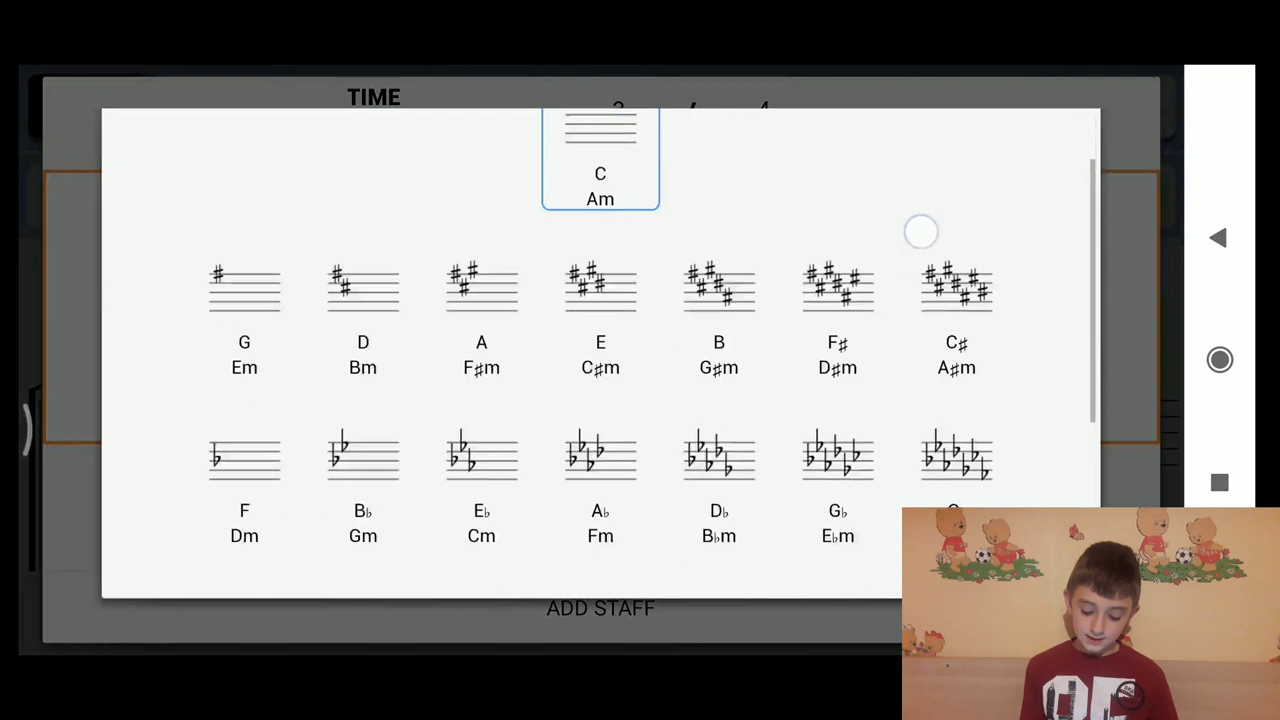 TIME
C
Am
G D A E B F♯ C♯
Em Bm F♯m C♯m G♯m D♯m A♯m
F B♭ E♭ A♭ D♭ G♭
Dm Gm Cm Fm B♭m E♭m
ADD STAFF